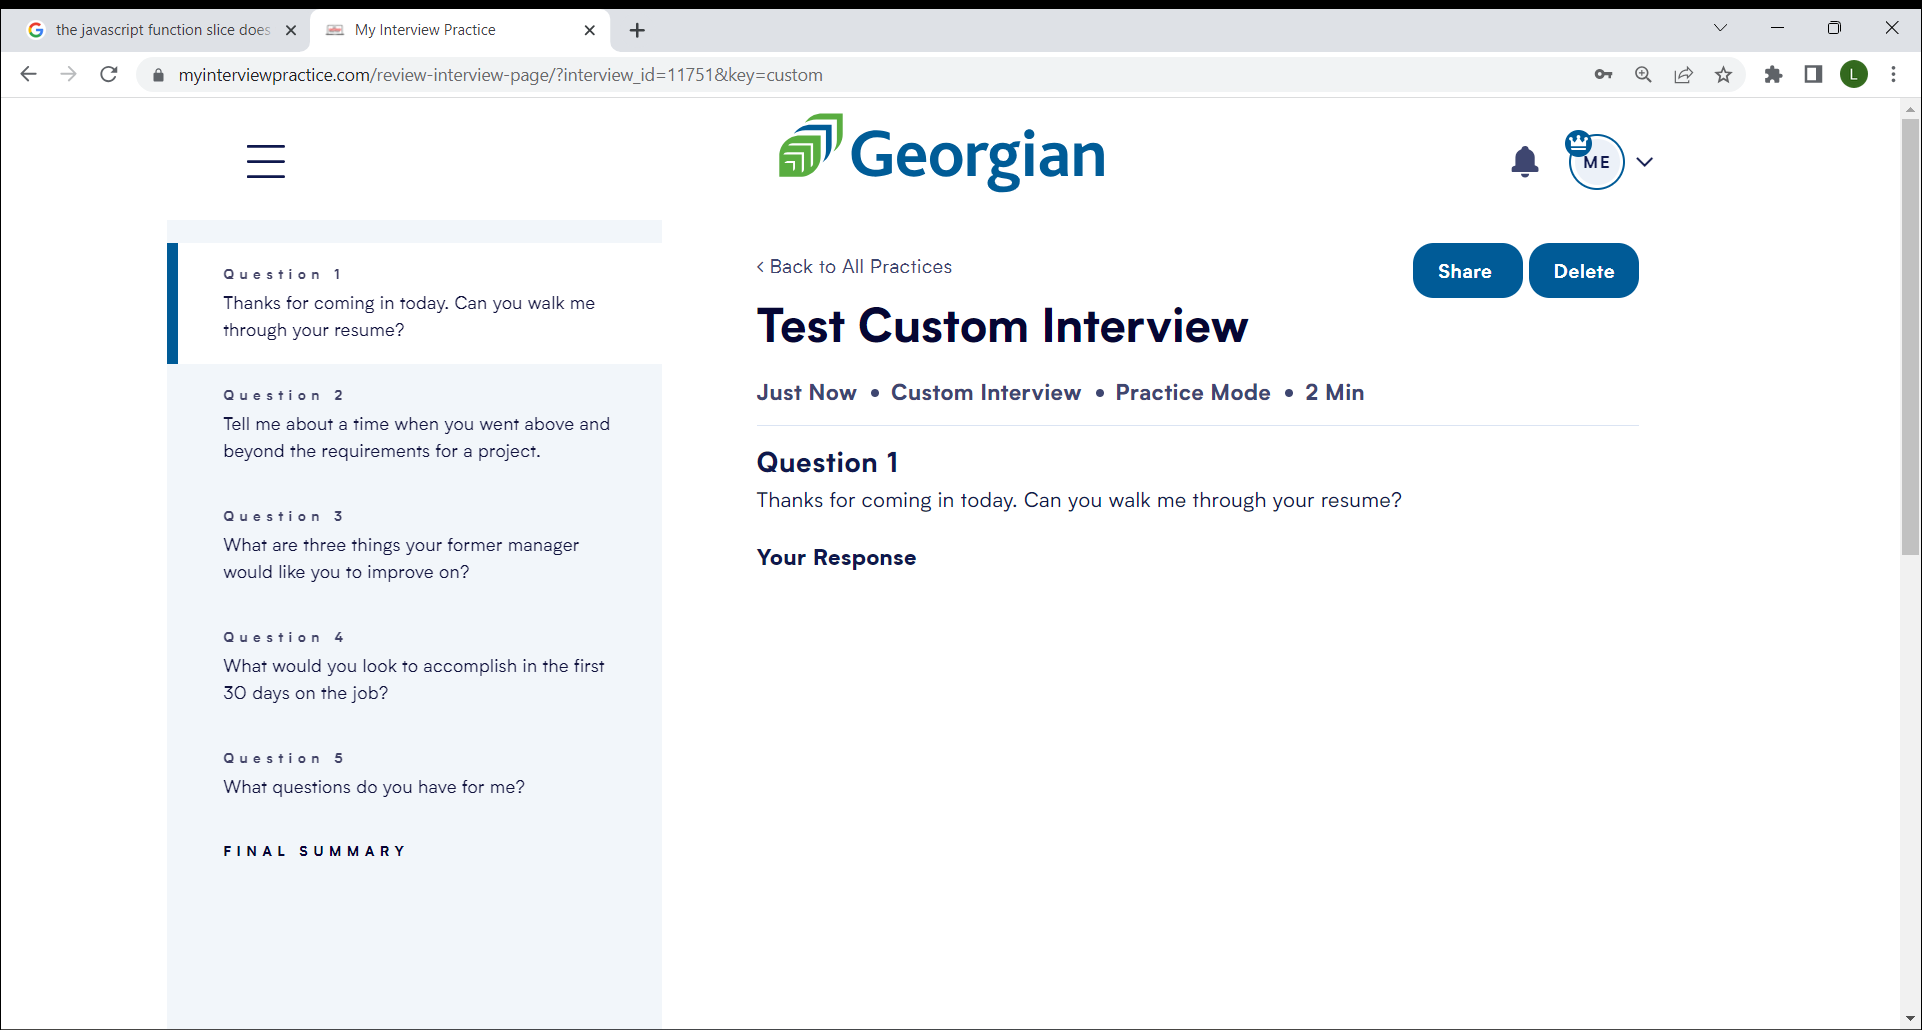 the javascript function slice does
My Interview Practice
myinterviewpractice.com/review-interview-page/?interview_id=11751&key=custom
L
Georgian
ME
Question 1
Thanks for coming in today. Can you walk me
through your resume?
Question 2
Tell me about a time when you went above and
beyond the requirements for a project.
Question 3
What are three things your former manager
would like you to improve on?
Question 4
What would you look to accomplish in the first
30 days on the job?
Question 5
What questions do you have for me?
FINAL SUMMARY
< Back to All Practices
Share
Delete
Test Custom Interview
Just Now • Custom Interview • Practice Mode • 2 Min
Question 1
Thanks for coming in today. Can you walk me through your resume?
Your Response